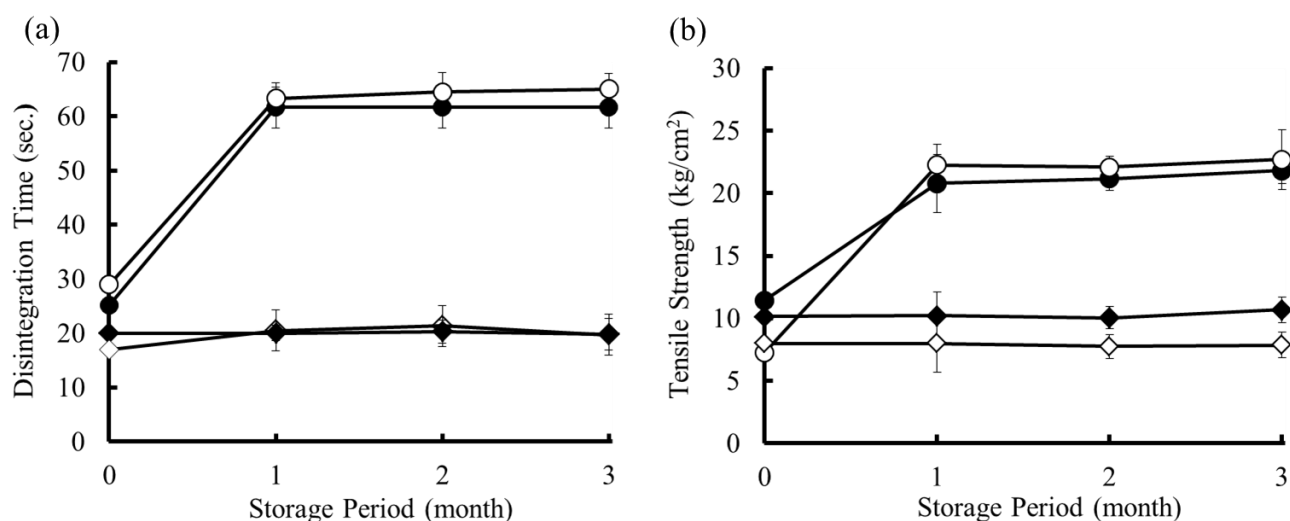 (a)
Disintegration Time (sec.)
70
60
50
40
30
20
10
0
0 1 2 3
Storage Period (month)
(b)
Tensile Strength (kg/cm²)
30
25
20
15
10
5
0
0 1 2 3
Storage Period (month)